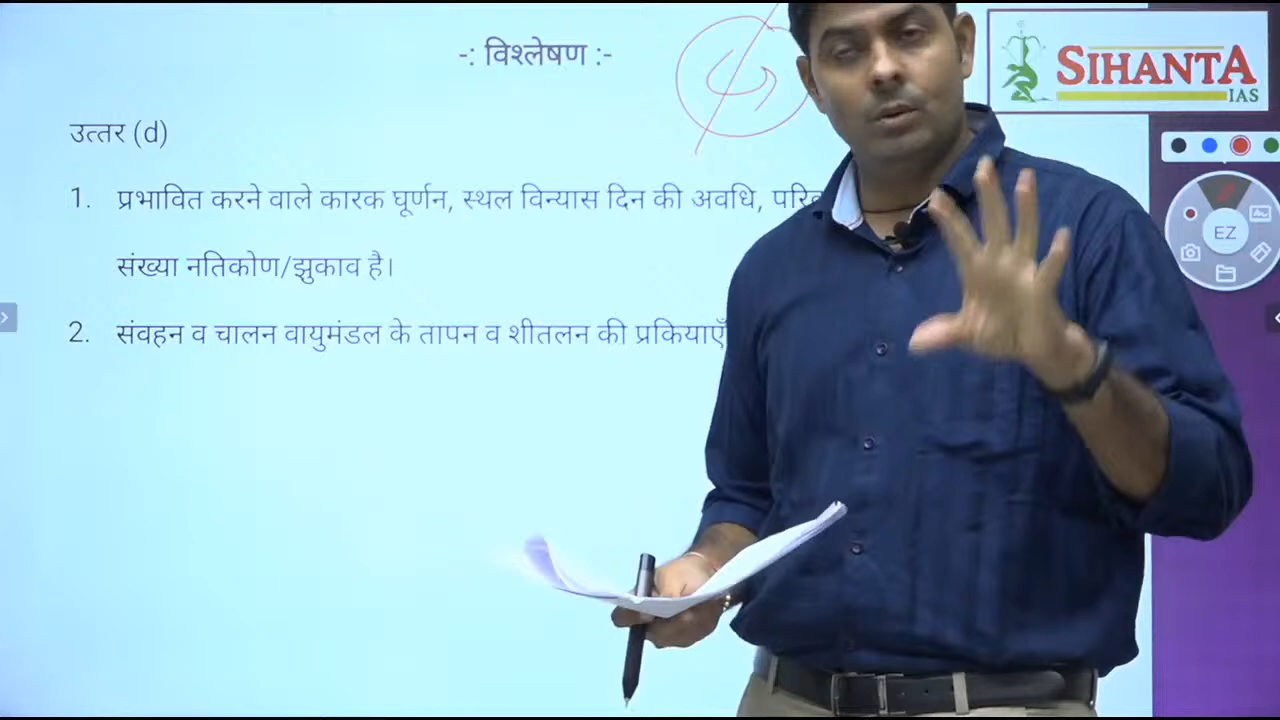 -: विश्लेषण :-
SIHANTA
IAS
उत्तर (d)
1. प्रभावित करने वाले कारक घूर्णन, स्थल विन्यास दिन की अवधि,
संख्या नतिकोण/झुकाव है।
EZ
2. संवहन व चालन वायुमंडल के तापन व शीतलन की प्रकियाएँ